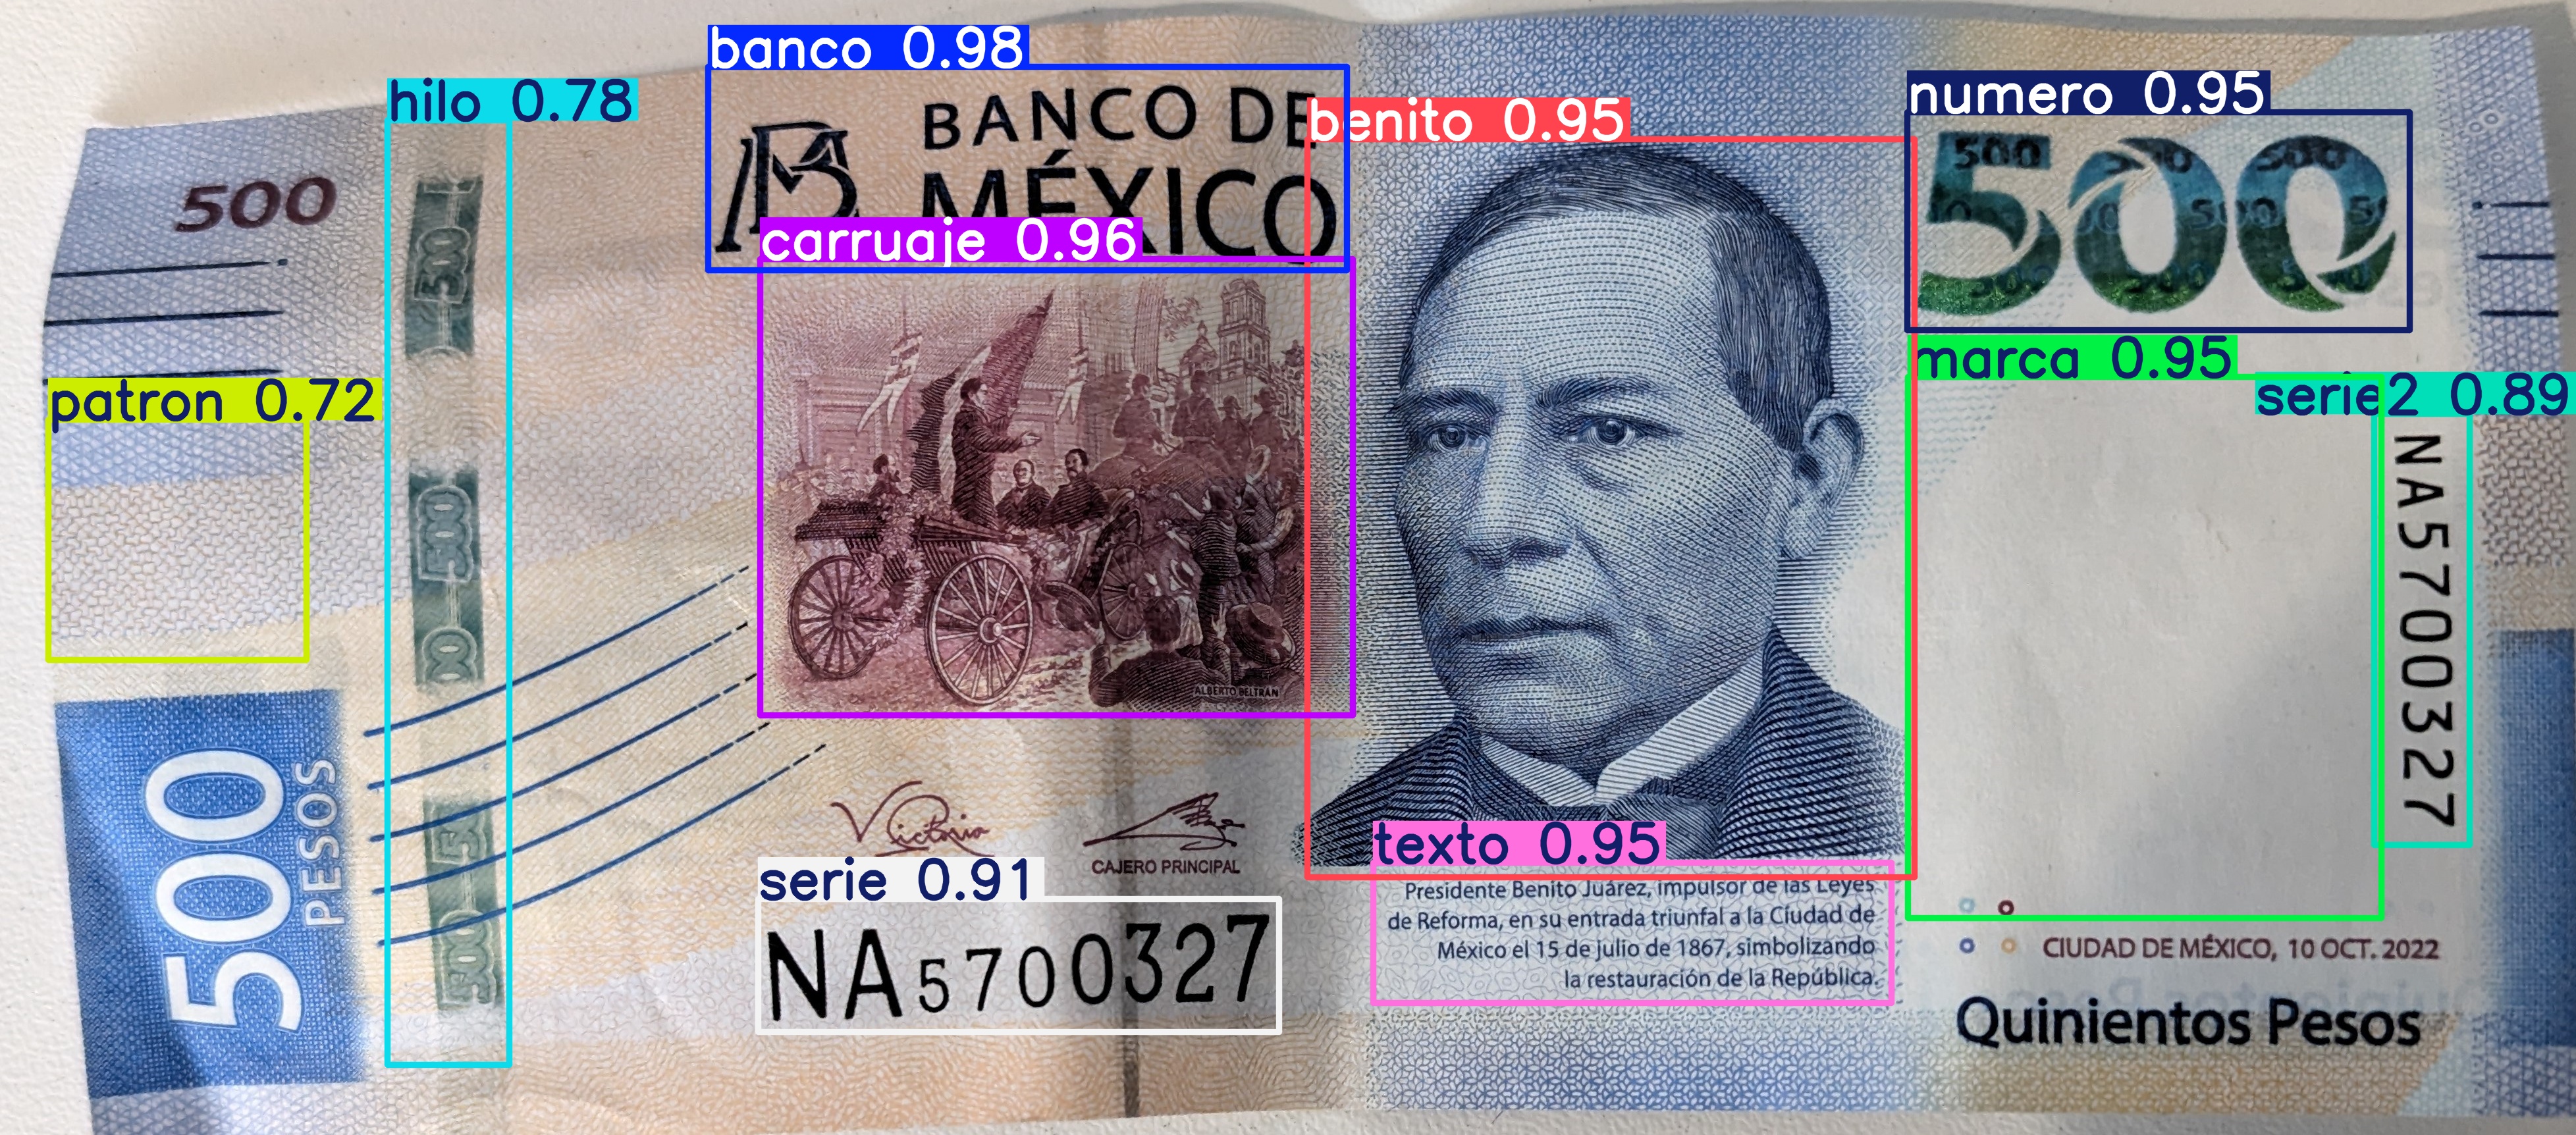 banco 0.98
hilo 0.78
BANCO DE
MÉXICO
benito 0.95
numero 0.95
500
500
500
carruaje 0.96
marca 0.95
serie2 0.89
patron 0.72
NA5700327
500
500
ALBERTO BELTRÁN
500
PESOS
CAJERO PRINCIPAL
serie 0.91
NA5700327
texto 0.95
Presidente Benito Juárez, impulsor de las Leyes
de Reforma, en su entrada triunfal a la Ciudad de
México el 15 de julio de 1867, simbolizando
la restauración de la República.
500
CIUDAD DE MÉXICO, 10 OCT. 2022
Quinientos Pesos